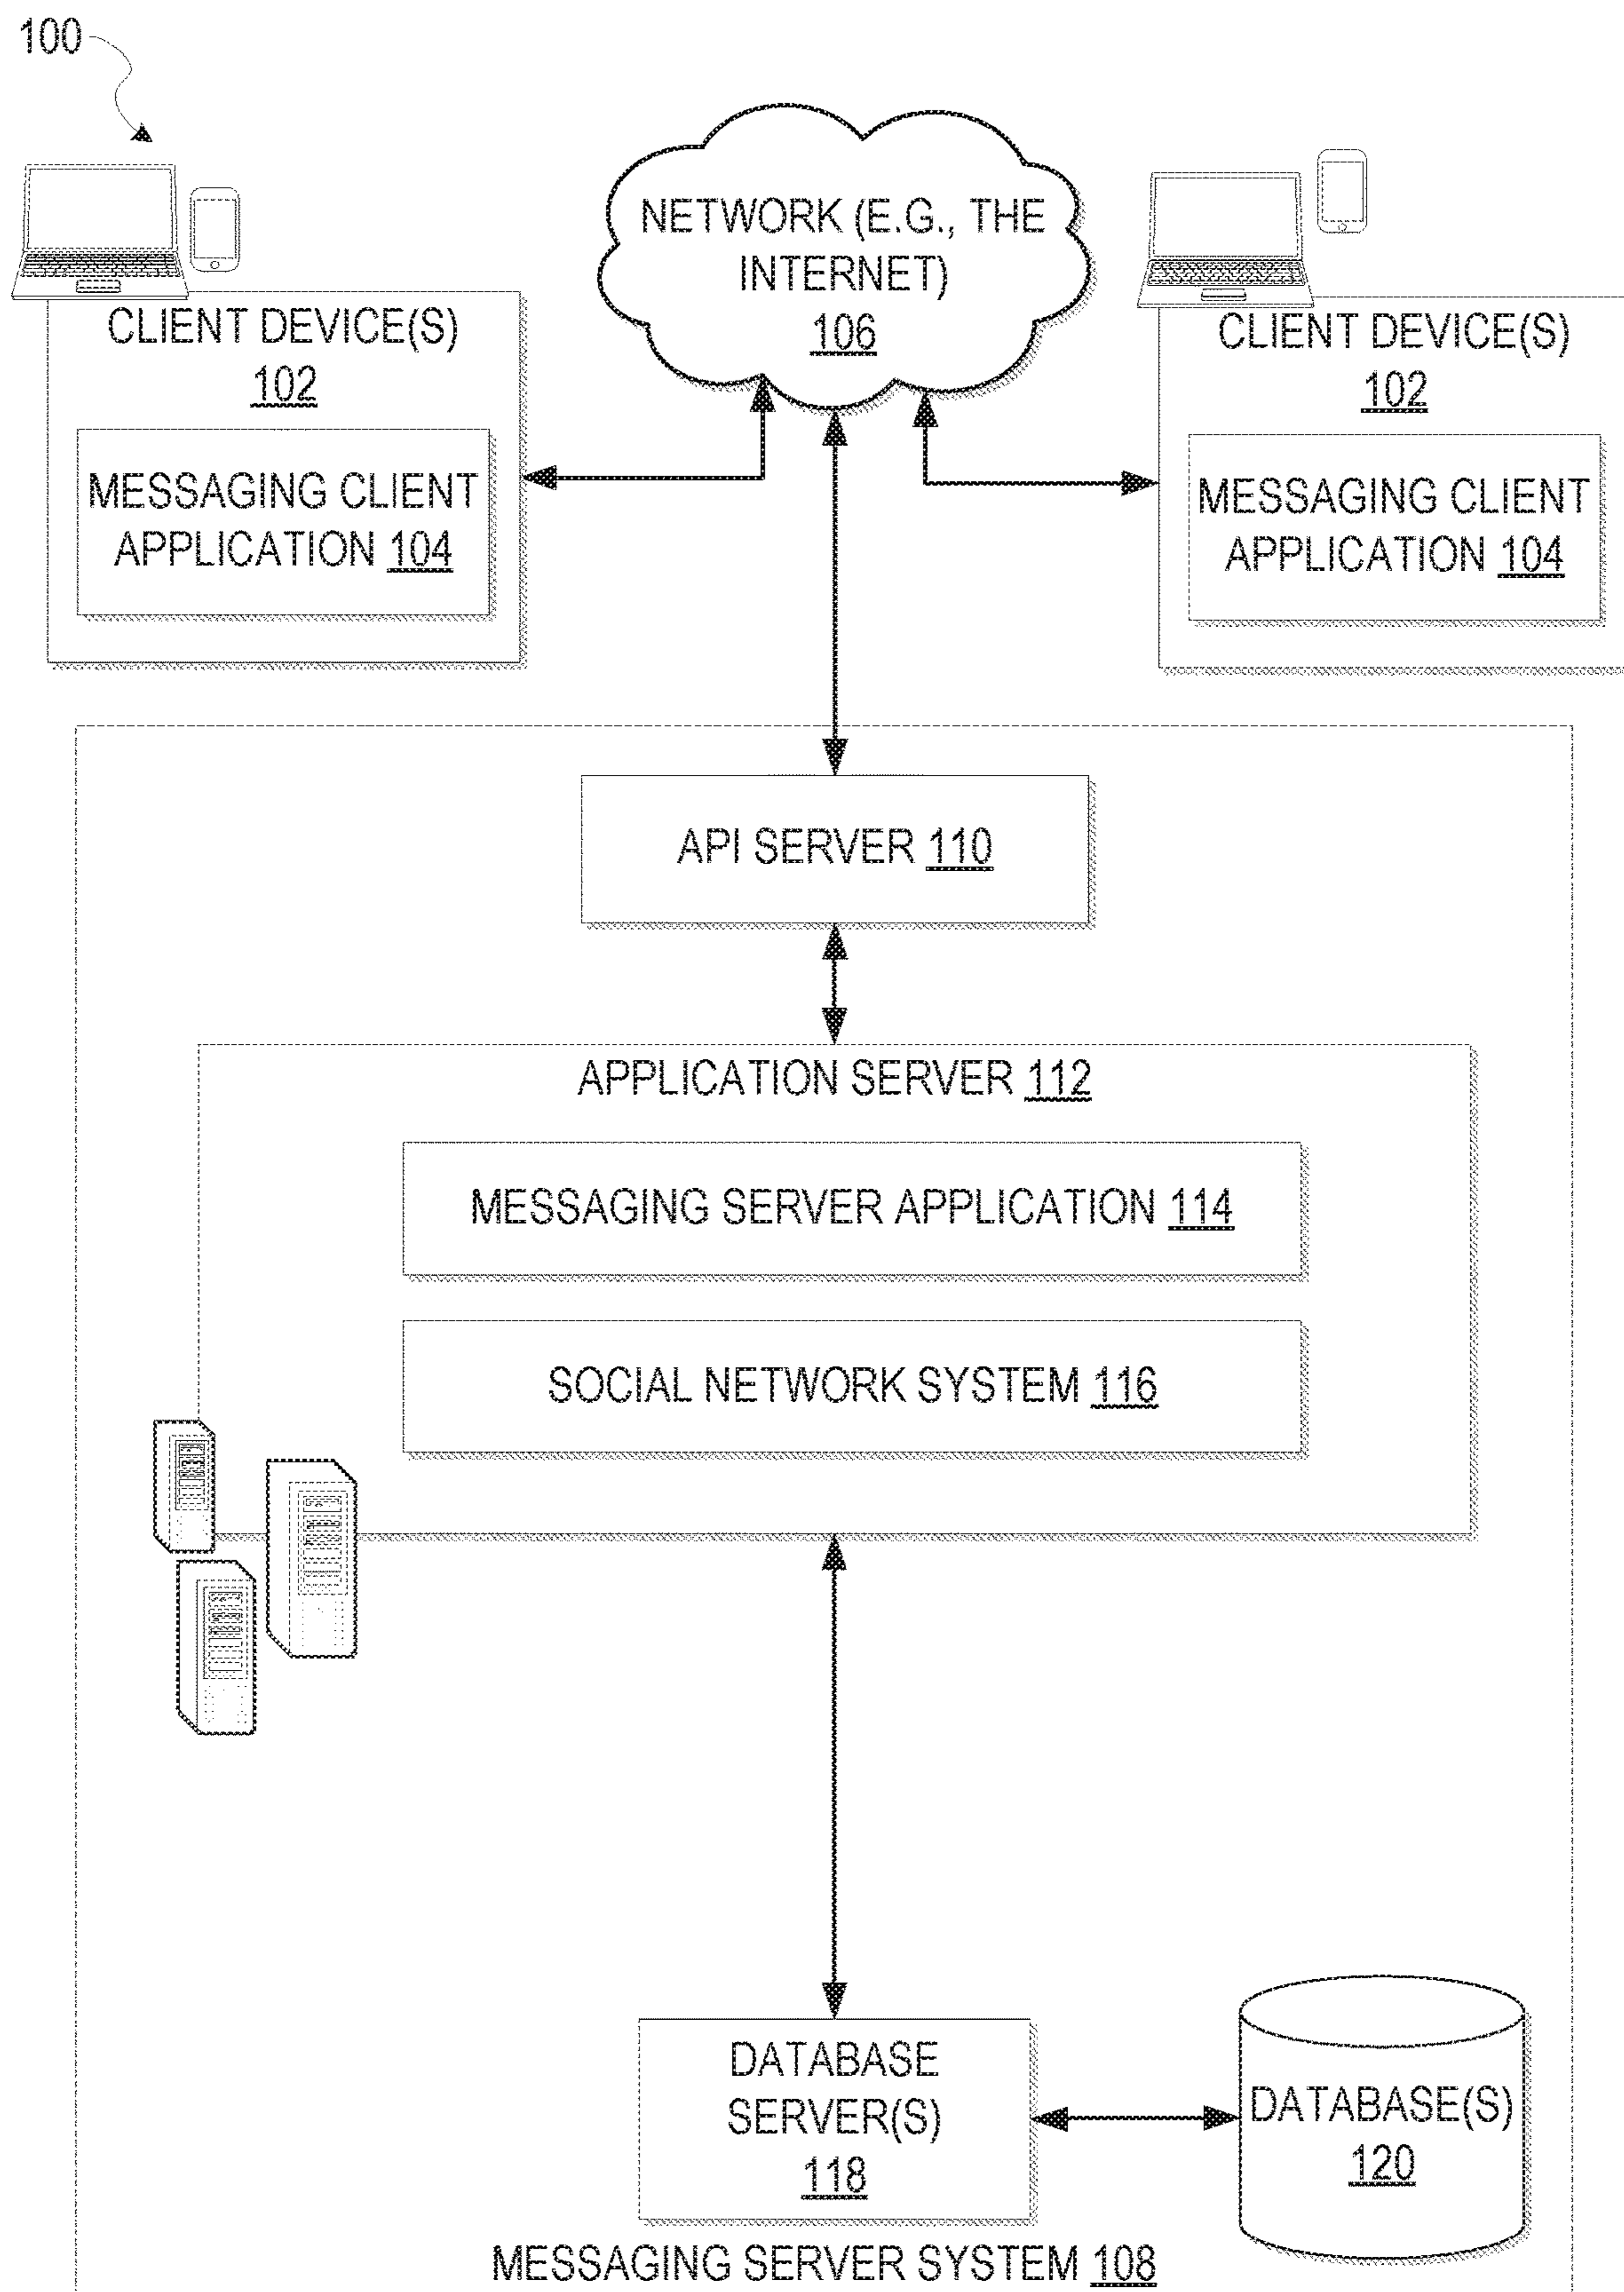 100
NETWORK (E.G., THE
INTERNET)
106
CLIENT DEVICE(S)
102
MESSAGING CLIENT
APPLICATION 104
CLIENT DEVICE(S)
102
MESSAGING CLIENT
APPLICATION 104
API SERVER 110
APPLICATION SERVER 112
MESSAGING SERVER APPLICATION 114
SOCIAL NETWORK SYSTEM 116
DATABASE
SERVER(S)
118
DATABASE(S)
120
MESSAGING SERVER SYSTEM 108